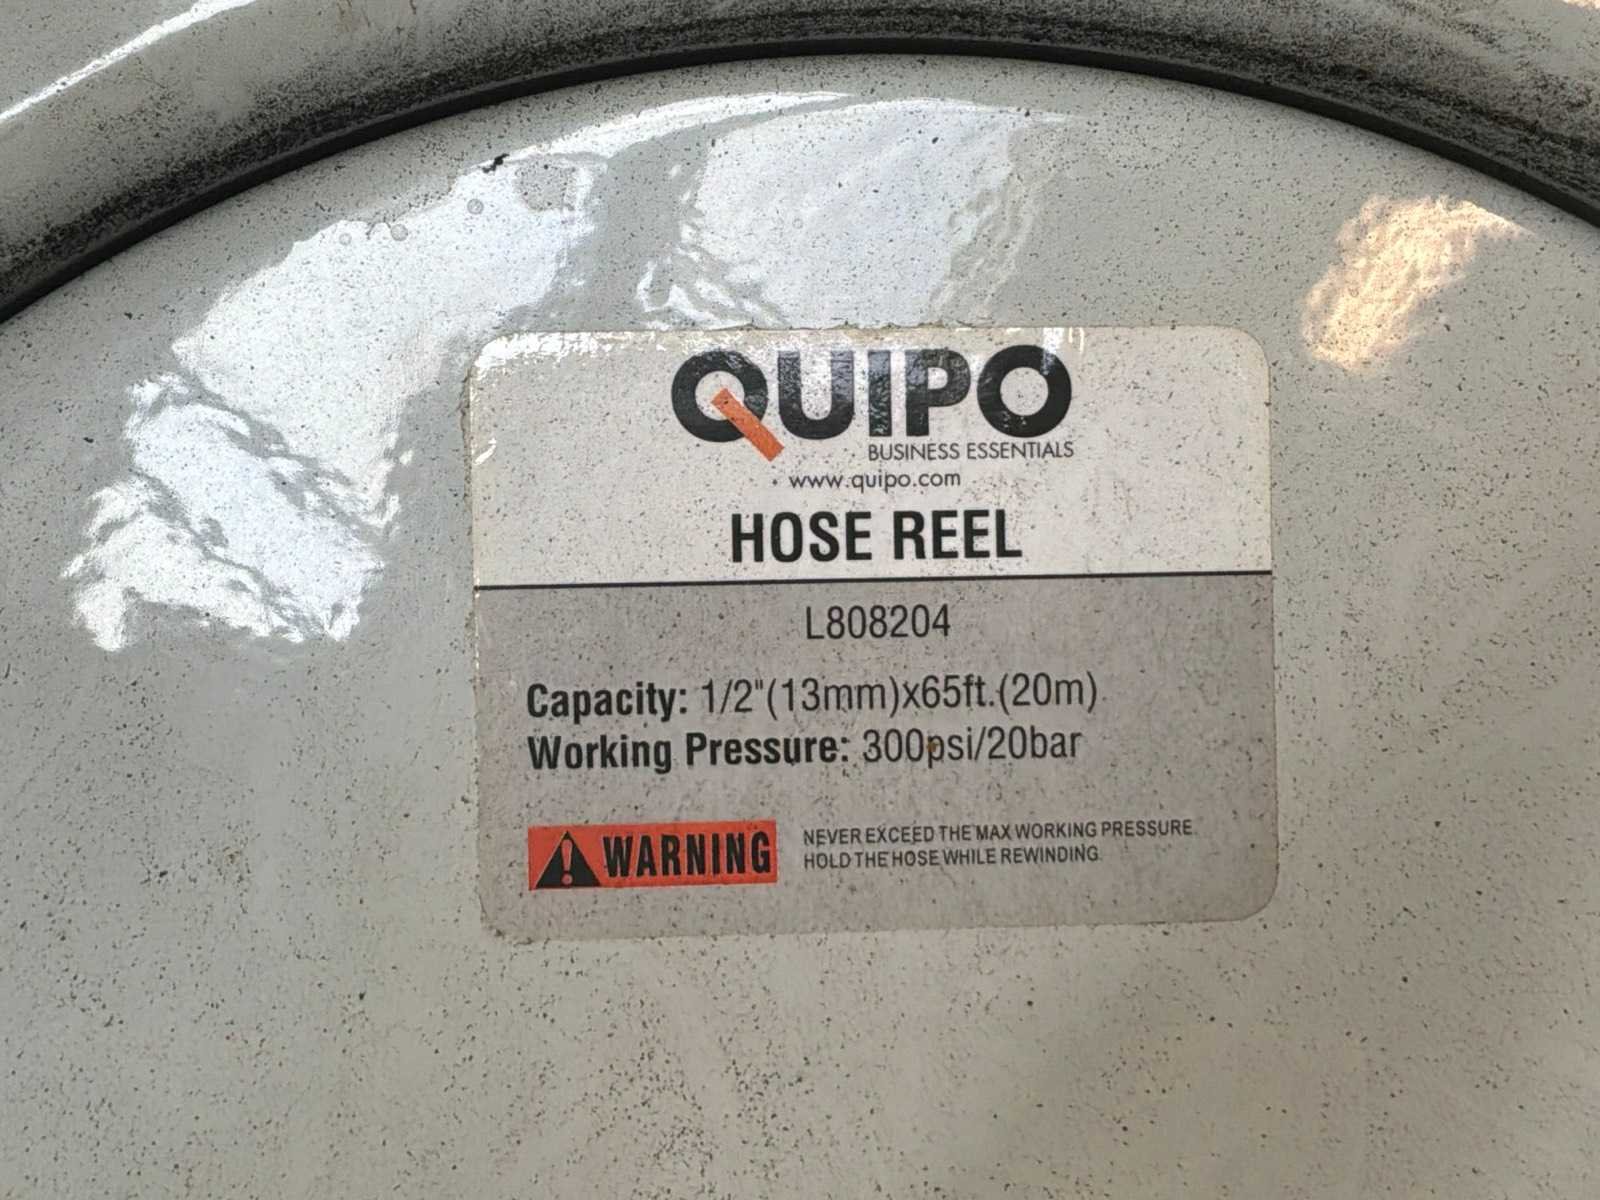 QUIPO
BUSINESS ESSENTIALS
www.quipo.com
HOSE REEL
L808204
Capacity: 1/2"(13mm)x65ft.(20m)
Working Pressure: 300psi/20bar
WARNING
NEVER EXCEED THE MAX WORKING PRESSURE.
HOLD THE HOSE WHILE REWINDING.